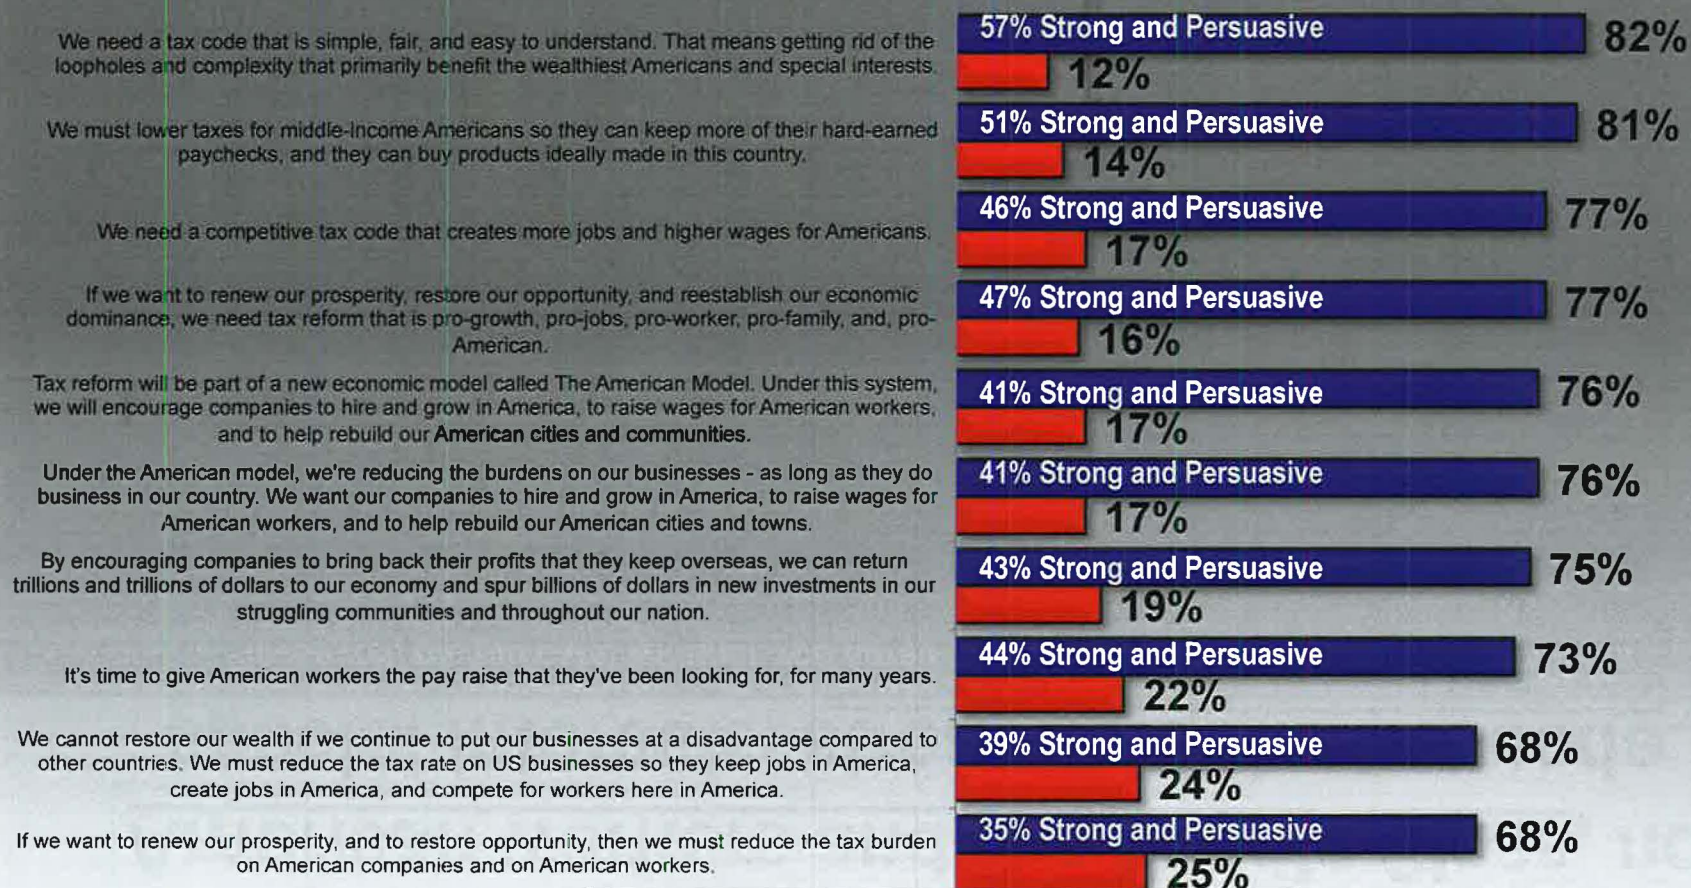 We need a tax code that is simple, fair, and easy to understand. That means getting rid of the
loopholes and complexity that primarily benefit the wealthiest Americans and special interests.
57% Strong and Persuasive
82%
12%
We must lower taxes for middle-income Americans so they can keep more of their hard-earned
paychecks, and they can buy products ideally made in this country.
51% Strong and Persuasive
81%
14%
We need a competitive tax code that creates more jobs and higher wages for Americans.
46% Strong and Persuasive
77%
17%
If we want to renew our prosperity, restore our opportunity, and reestablish our economic
dominance, we need tax reform that is pro-growth, pro-jobs, pro-worker, pro-family, and, pro-
American.
47% Strong and Persuasive
77%
16%
Tax reform will be part of a new economic model called The American Model. Under this system,
we will encourage companies to hire and grow in America, to raise wages for American workers,
and to help rebuild our American cities and communities.
41% Strong and Persuasive
76%
17%
Under the American model, we're reducing the burdens on our businesses - as long as they do
business in our country. We want our companies to hire and grow in America, to raise wages for
American workers, and to help rebuild our American cities and towns.
41% Strong and Persuasive
76%
17%
By encouraging companies to bring back their profits that they keep overseas, we can return
trillions and trillions of dollars to our economy and spur billions of dollars in new investments in our
struggling communities and throughout our nation.
43% Strong and Persuasive
75%
19%
It's time to give American workers the pay raise that they've been looking for, for many years.
44% Strong and Persuasive
73%
22%
We cannot restore our wealth if we continue to put our businesses at a disadvantage compared to
other countries. We must reduce the tax rate on US businesses so they keep jobs in America,
create jobs in America, and compete for workers here in America.
39% Strong and Persuasive
68%
24%
If we want to renew our prosperity, and to restore opportunity, then we must reduce the tax burden
on American companies and on American workers.
35% Strong and Persuasive
68%
25%